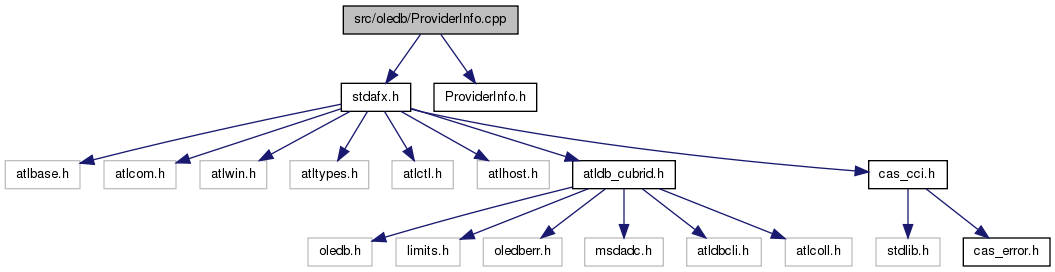 src/oledb/ProviderInfo.cpp
stdafx.h
ProviderInfo.h
atlbase.h
atlcom.h
atlwin.h
atltypes.h
atlctl.h
atlhost.h
atldb_cubrid.h
cas_cci.h
oledb.h
limits.h
oledberr.h
msdadc.h
atldbcli.h
atlcoll.h
stdlib.h
cas_error.h